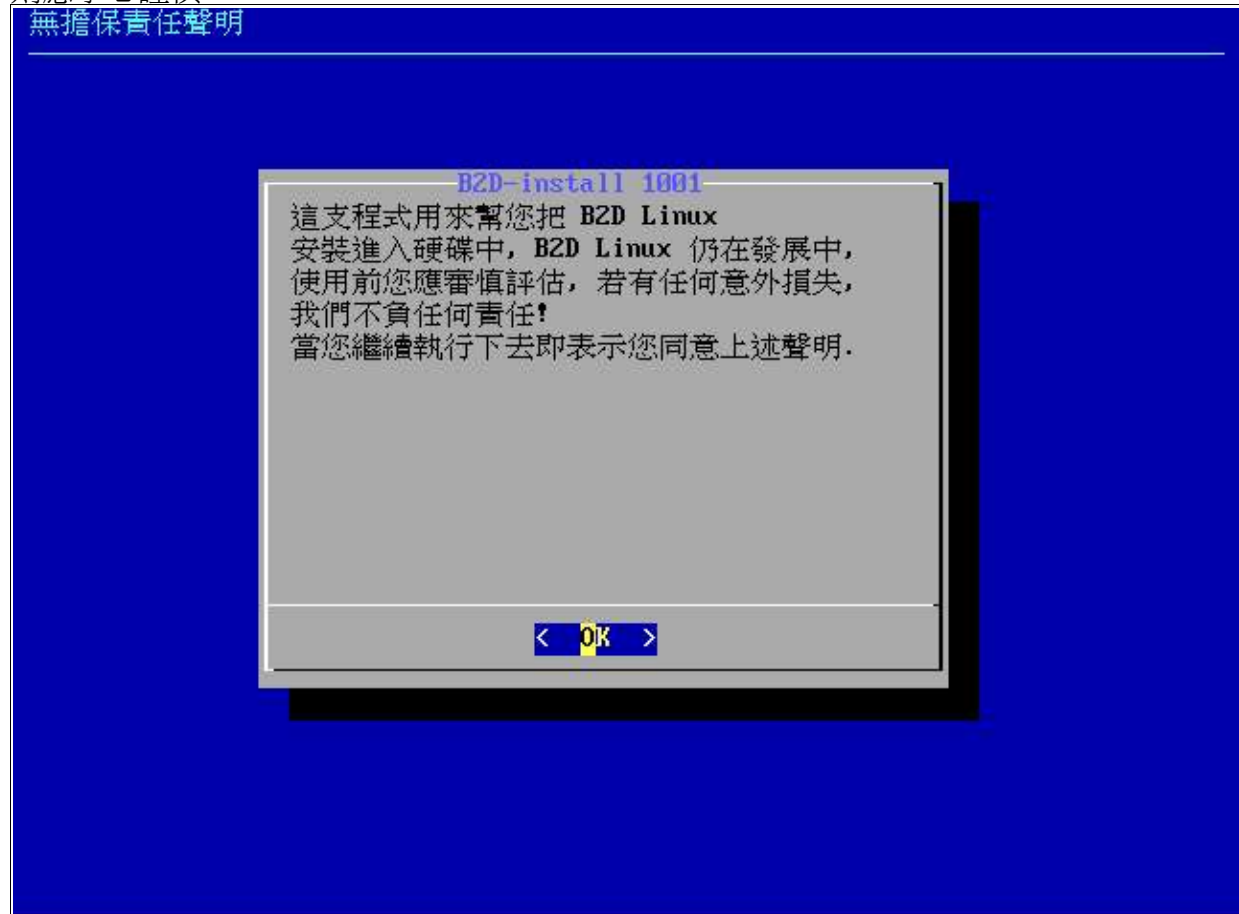 無擔保責任聲明
B2D-install 1001
這支程式用來幫您把 B2D Linux
安裝進入硬碟中, B2D Linux 仍在發展中,
使用前您應審慎評估, 若有任何意外損失,
我們不負任何責任!
當您繼續執行下去即表示您同意上述聲明.
< OK >